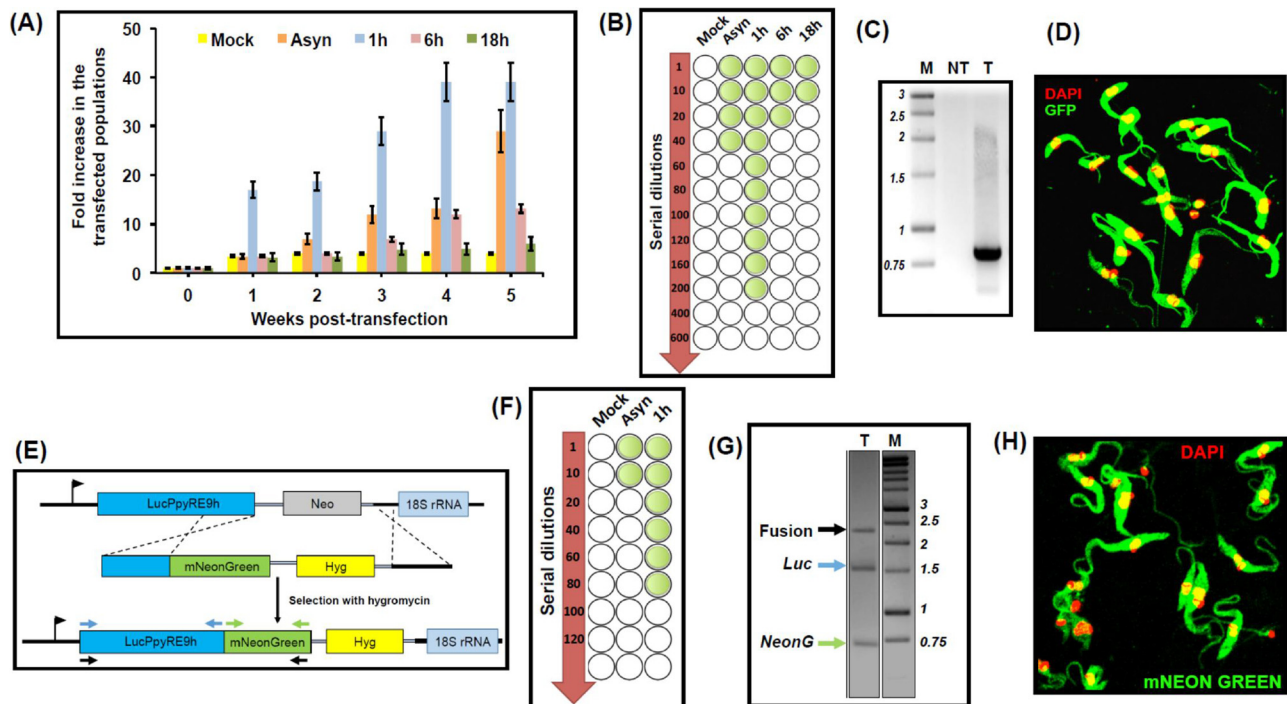 (A)
Mock Asyn 1h 6h 18h
Fold increase in the
transfected populations
50
40
30
20
10
0
0 1 2 3 4 5
Weeks post-transfection
(B)
Mock Asyn 1h 6h 18h
Serial dilutions
1
10
20
40
60
80
100
120
160
200
400
600
(C)
M NT T
3
2.5
2
1.5
1
0.75
(D)
DAPI
GFP
(E)
LucPpyRE9h Neo 18S rRNA
mNeonGreen Hyg
Selection with hygromycin
LucPpyRE9h mNeonGreen Hyg 18S rRNA
(F)
Mock Asyn 1h
Serial dilutions
1
10
20
40
60
80
100
120
(G)
T M
Fusion
Luc
NeonG
3
2.5
2
1.5
1
0.75
(H)
DAPI
mNEON GREEN